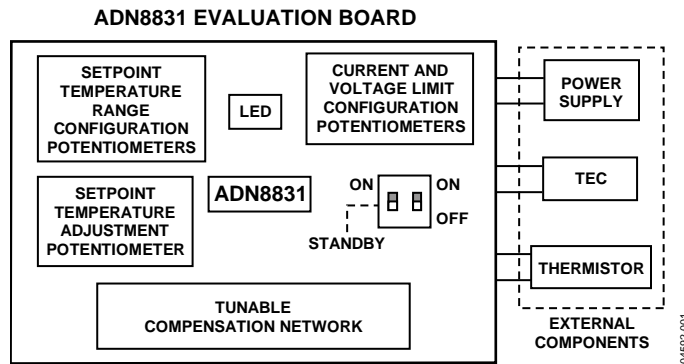 ADN8831 EVALUATION BOARD
SETPOINT
TEMPERATURE
RANGE
CONFIGURATION
POTENTIOMETERS
LED
CURRENT AND
VOLTAGE LIMIT
CONFIGURATION
POTENTIOMETERS
POWER
SUPPLY
SETPOINT
TEMPERATURE
ADJUSTMENT
POTENTIOMETER
ADN8831
ON
ON
OFF
STANDBY
TEC
THERMISTOR
TUNABLE
COMPENSATION NETWORK
EXTERNAL
COMPONENTS
04592-001